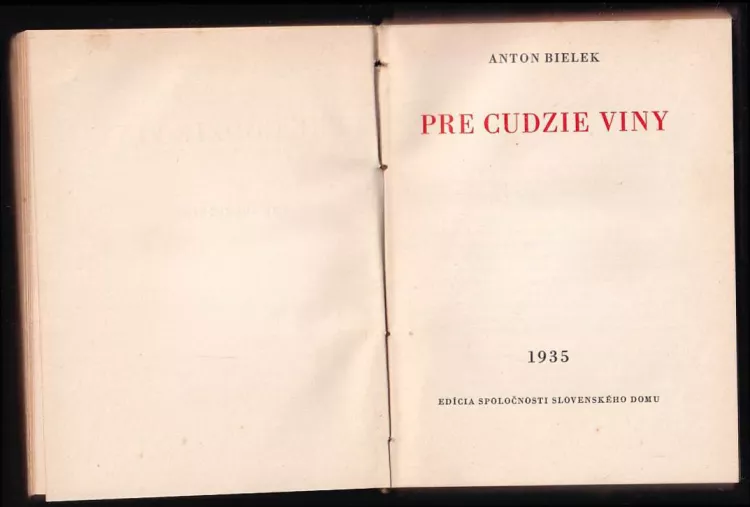 ANTON BIELEK
PRE CUDZIE VINY
1935
EDÍCIA SPOLOČNOSTI SLOVENSKÉHO DOMU